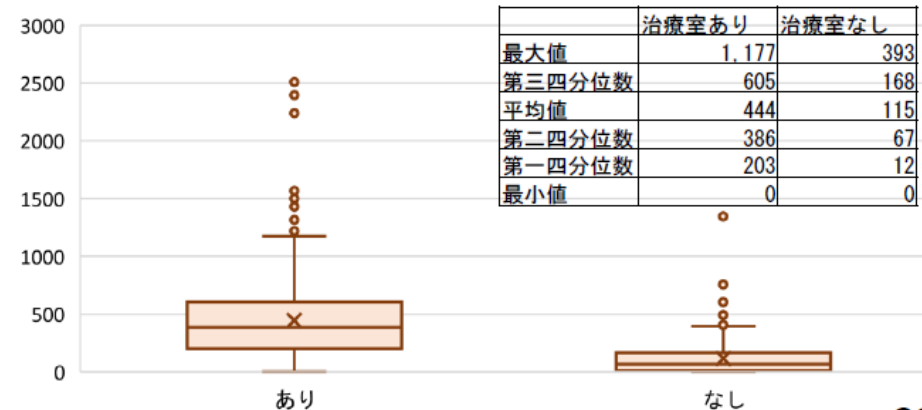 治療室あり 治療室なし
最大値 1,177 393
第三四分位数 605 168
平均値 444 115
第二四分位数 386 67
第一四分位数 203 12
最小値 0 0
3000
2500
2000
1500
1000
500
0
あり なし